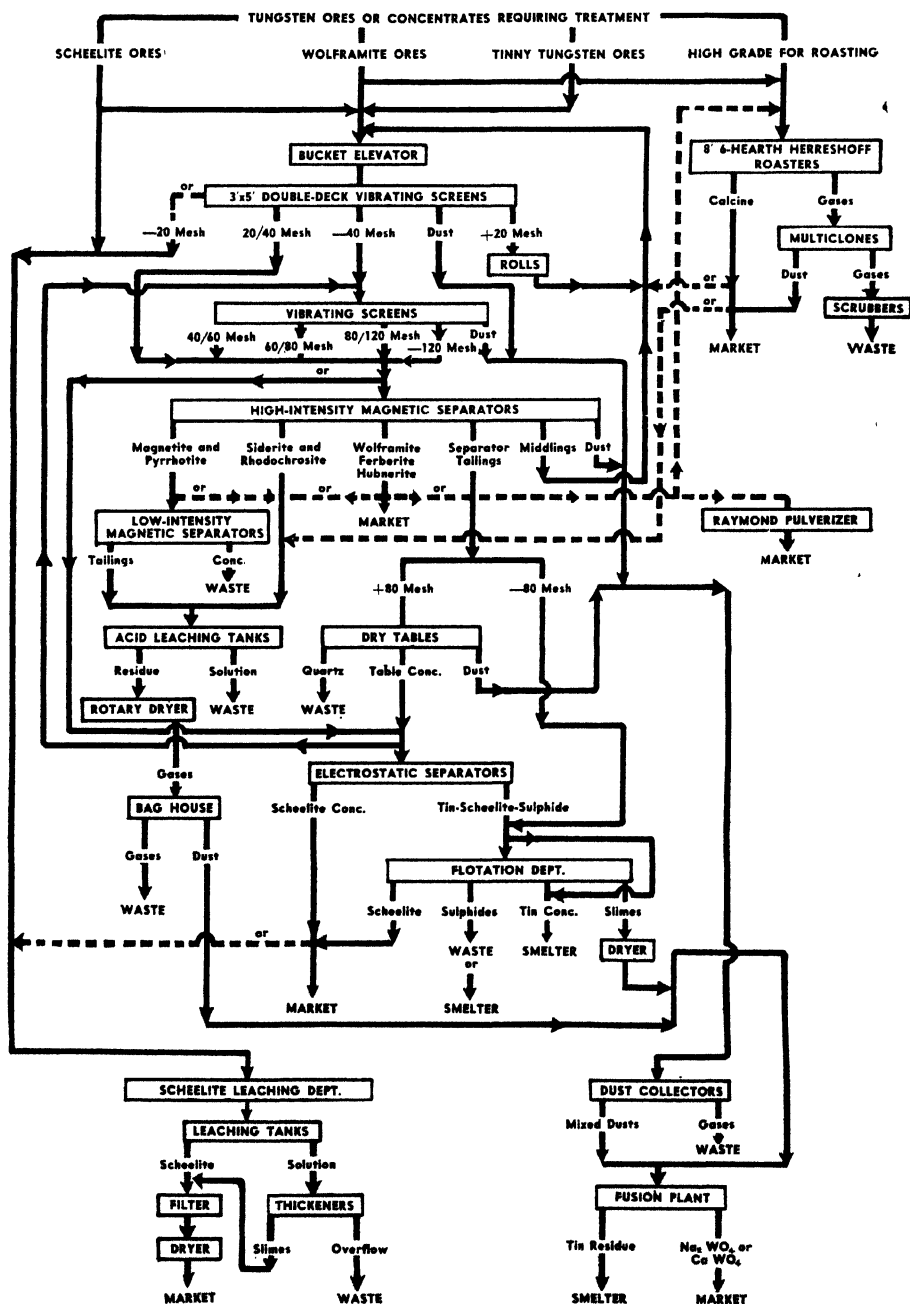 TUNGSTEN ORES OR CONCENTRATES REQUIRING TREATMENT
SCHEELITE ORES
WOLFRAMITE ORES
TINNY TUNGSTEN ORES
HIGH GRADE FOR ROASTING
BUCKET ELEVATOR
8' 6-HEARTH HERRESHOFF
ROASTERS
or
3'x5' DOUBLE-DECK VIBRATING SCREENS
Calcine
Gases
—20 Mesh
20/40 Mesh
—40 Mesh
Dust
+20 Mesh
MULTICLONES
ROLLS
or
Dust
Gases
or
VIBRATING SCREENS
SCRUBBERS
40/60 Mesh
60/80 Mesh
80/120 Mesh
—120 Mesh
Dust
MARKET
WASTE
or
HIGH-INTENSITY MAGNETIC SEPARATORS
Magnetite and
Pyrrhotite
Siderite and
Rhodochrosite
Wolframite
Ferberite
Hubnerite
Separator
Tailings
Middlings
Dust
or
or
or
MARKET
LOW-INTENSITY
MAGNETIC SEPARATORS
RAYMOND PULVERIZER
Tailings
Conc.
WASTE
MARKET
+80 Mesh
—80 Mesh
ACID LEACHING TANKS
DRY TABLES
Residue
Solution
Quartz
Table Conc.
Dust
ROTARY DRYER
WASTE
WASTE
Gases
ELECTROSTATIC SEPARATORS
BAG HOUSE
Scheelite Conc.
Tin-Scheelite-Sulphide
Gases
Dust
WASTE
FLOTATION DEPT.
Scheelite
Sulphides
Tin Conc.
Slimes
or
WASTE
or
SMELTER
SMELTER
DRYER
MARKET
SCHEELITE LEACHING DEPT.
DUST COLLECTORS
LEACHING TANKS
Mixed Dusts
Gases
WASTE
Scheelite
Solution
FILTER
THICKENERS
FUSION PLANT
DRYER
Slimes
Overflow
Tin Residue
Na₂ WO₄ or
Ca WO₄
MARKET
WASTE
SMELTER
MARKET